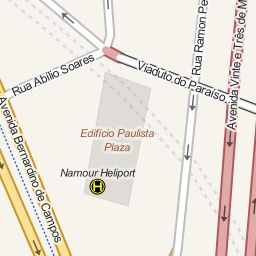 Rua Abílio Soares
Viaduto do Paraíso
Rua Ramon Pe
Avenida Vinte e Três de M
Avenida Bernardino de Campos
Edifício Paulista
Plaza
Namour Heliport
H